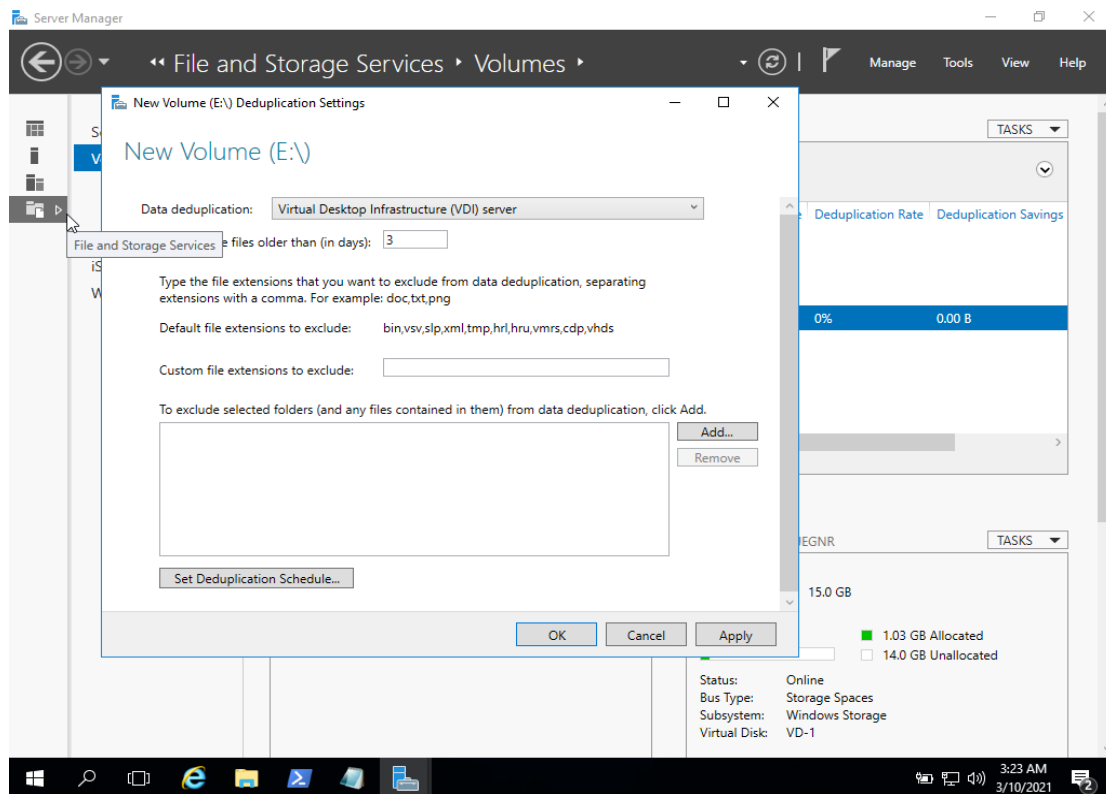 Server Manager
File and Storage Services
Volumes
Manage
Tools
View
Help
New Volume (E:\) Deduplication Settings
New Volume (E:\)
TASKS
Data deduplication:
Virtual Desktop Infrastructure (VDI) server
Deduplication Rate
Deduplication Savings
File and Storage Services
files older than (in days):
3
Type the file extensions that you want to exclude from data deduplication, separating
extensions with a comma. For example: doc,txt,png
Default file extensions to exclude:
bin,vsv,slp,xml,tmp,hrl,hru,vmrs,cdp,vhds
0%
0.00 B
Custom file extensions to exclude:
To exclude selected folders (and any files contained in them) from data deduplication, click Add.
Add...
Remove
Set Deduplication Schedule...
TASKS
15.0 GB
OK
Cancel
Apply
1.03 GB Allocated
14.0 GB Unallocated
Status: Online
Bus Type: Storage Spaces
Subsystem: Windows Storage
Virtual Disk: VD-1
3:23 AM
3/10/2021
2